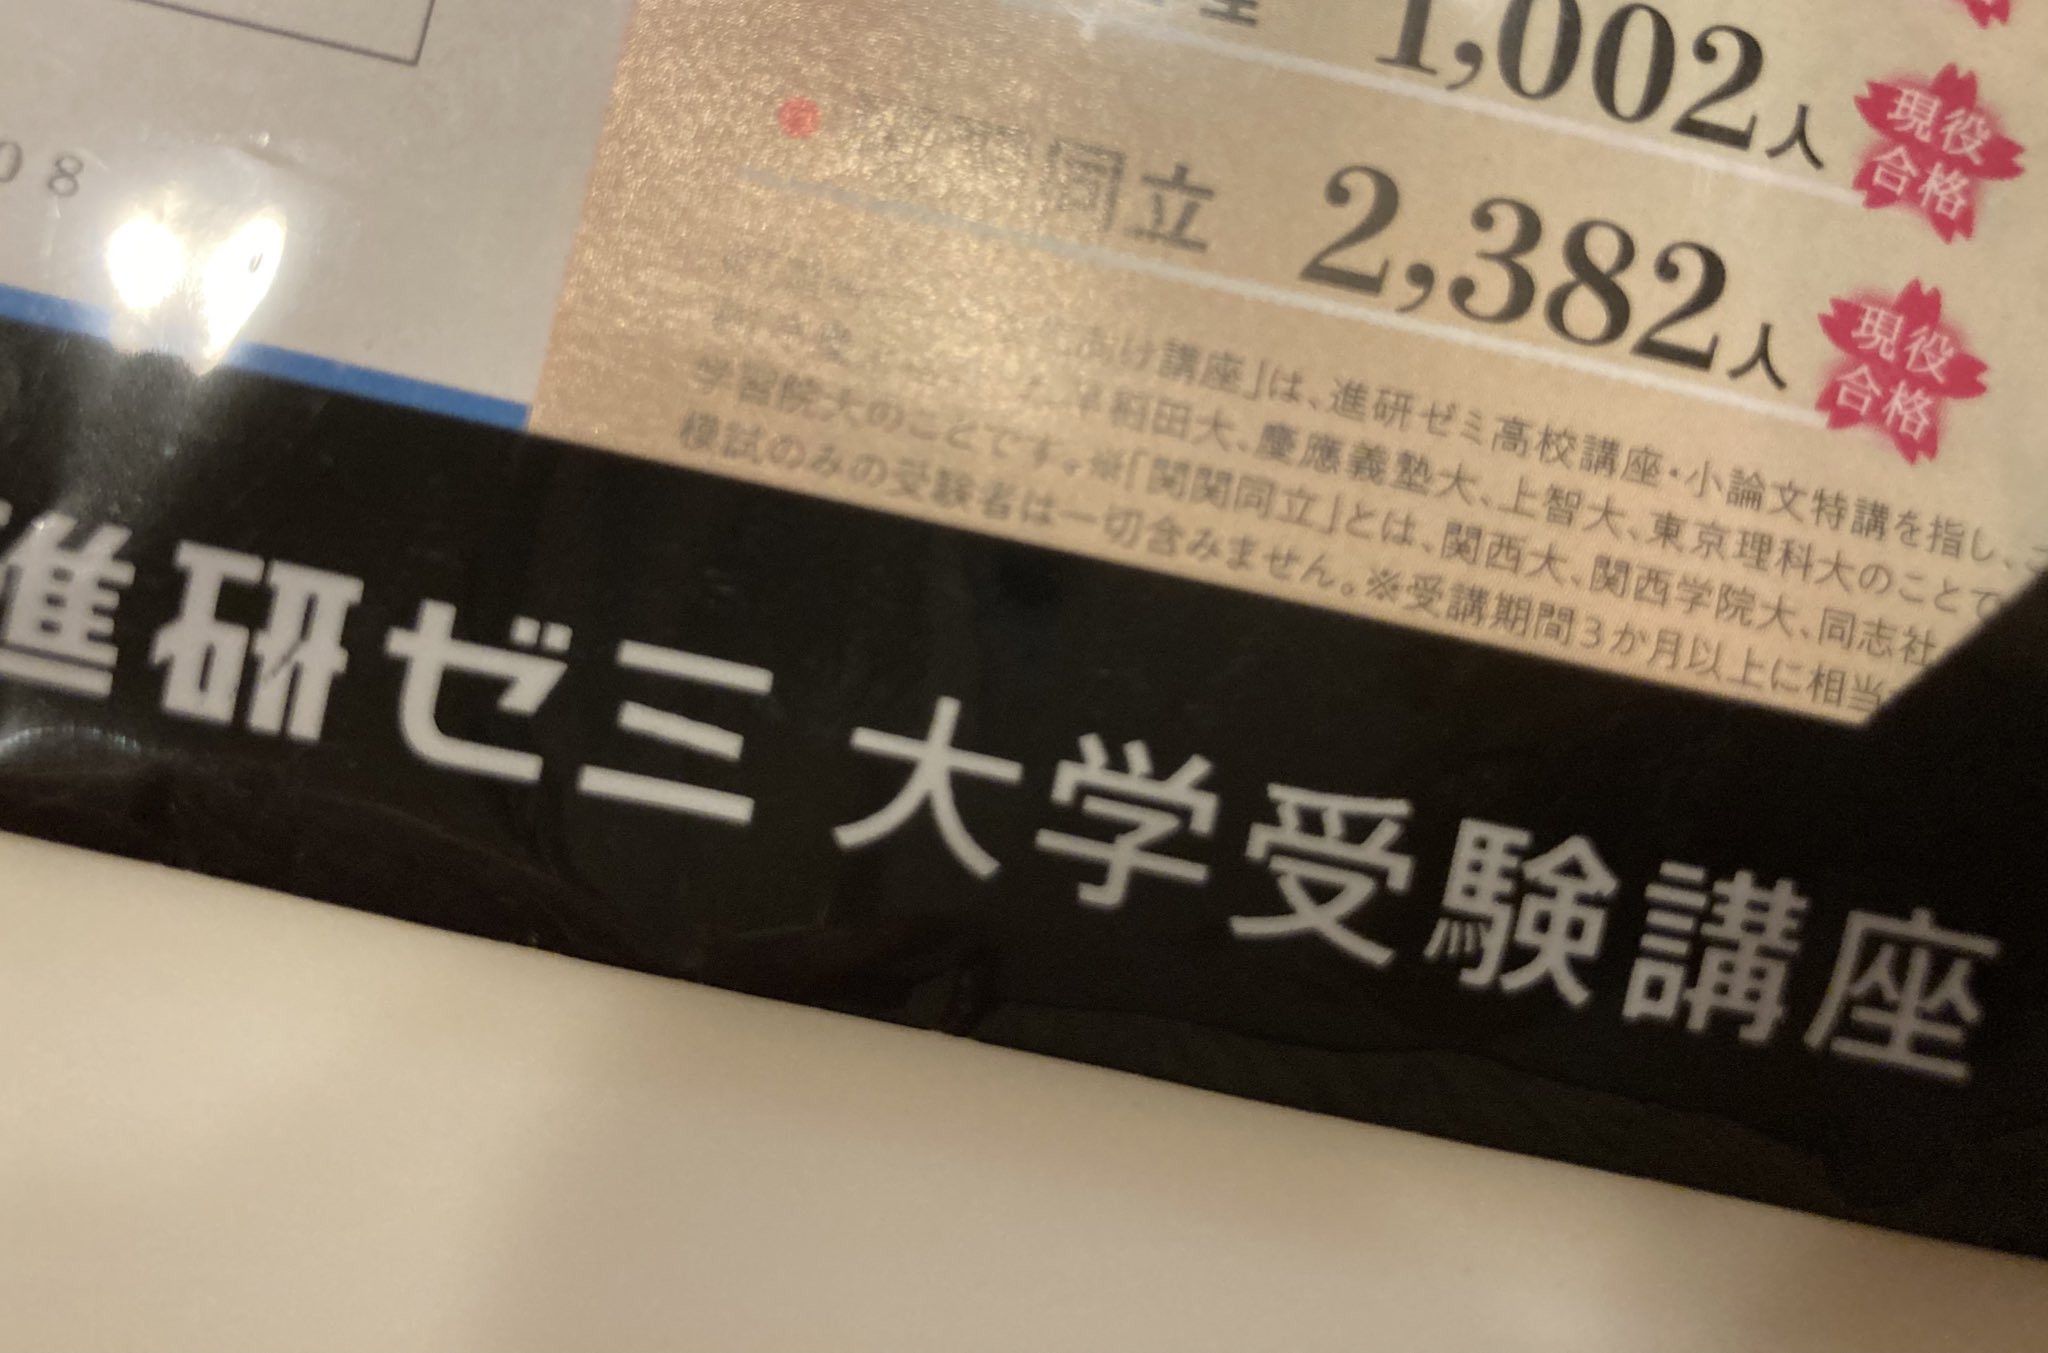 1,002人
現役
合格
同立 2,382人
現役
合格
向け講座」は、進研ゼミ高校講座・小論文特講を指し、
稲田大、慶應義塾大、上智大、東京理科大のことで
学習院大のことです。※「関関同立」とは、関西大、関西学院大、同志社
模試のみの受験者は一切含みません。※受講期間3か月以上に相当
08
進研ゼミ 大学受験講座